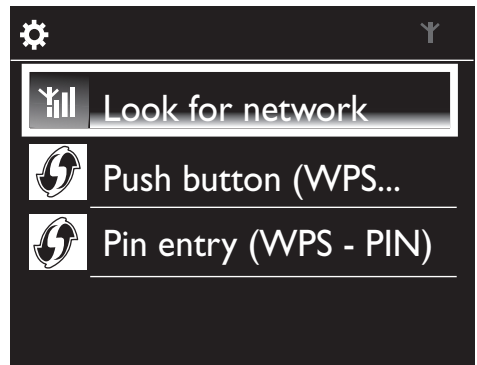 Look for network
Push button (WPS...
Pin entry (WPS - PIN)